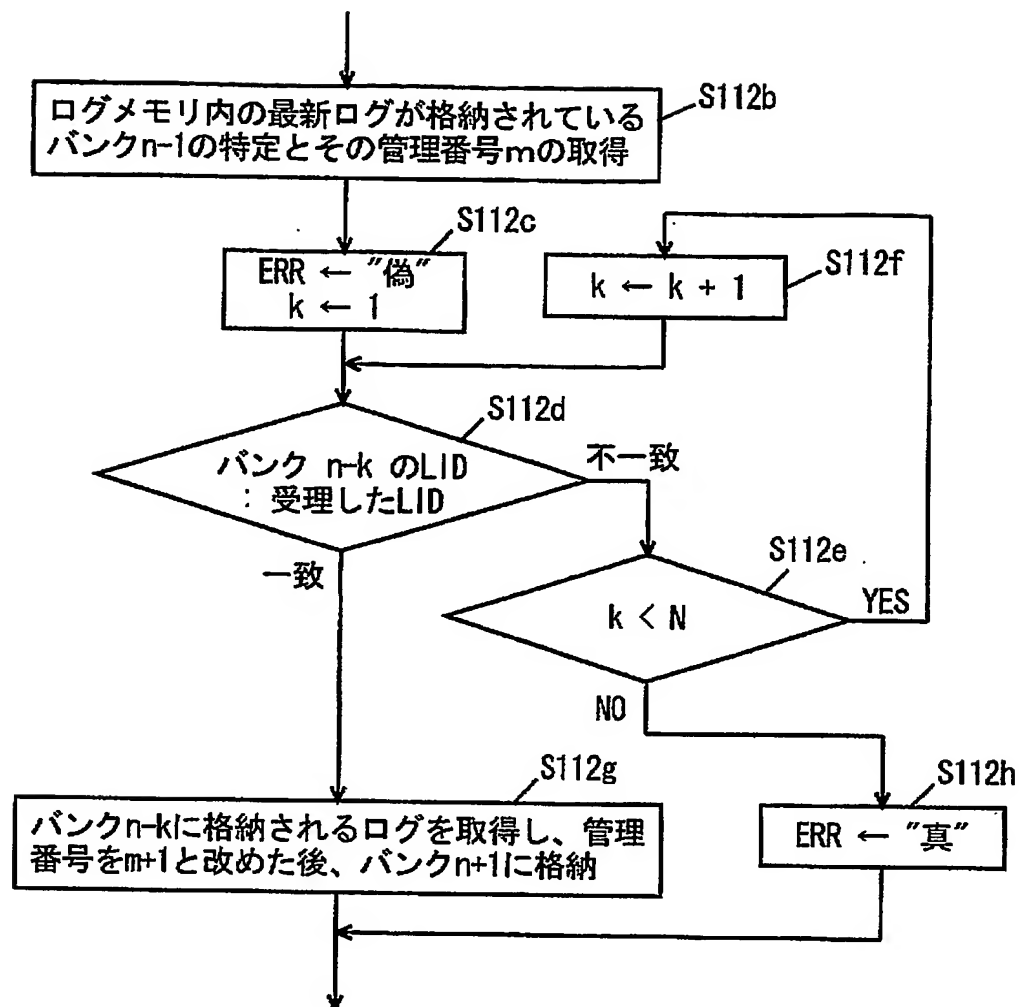 S112b
ログメモリ内の最新ログが格納されている
バンクn-1の特定とその管理番号mの取得
S112c
ERR ← "偽"
k ← 1
S112f
k ← k + 1
S112d
バンク n-k のLID
: 受理したLID
不一致
一致
S112e
k < N
YES
NO
S112g
バンクn-kに格納されるログを取得し、管理
番号をm+1と改めた後、バンクn+1に格納
S112h
ERR ← "真"